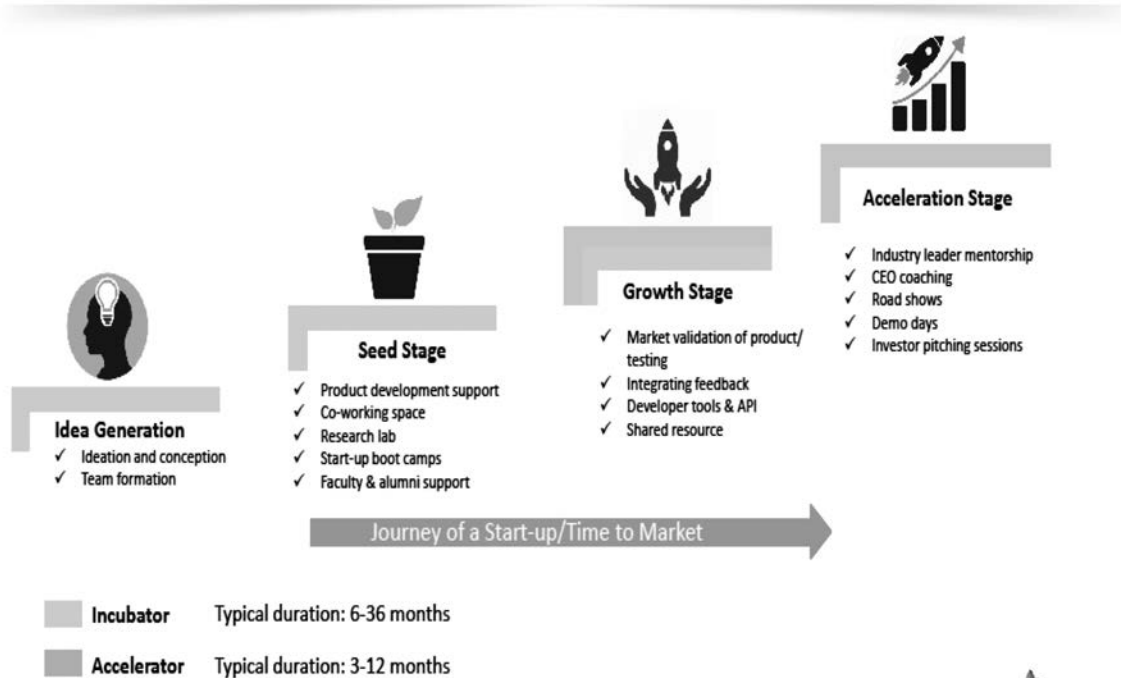 Idea Generation
✓ Ideation and conception
✓ Team formation
Seed Stage
✓ Product development support
✓ Co-working space
✓ Research lab
✓ Start-up boot camps
✓ Faculty & alumni support
Growth Stage
✓ Market validation of product/
testing
✓ Integrating feedback
✓ Developer tools & API
✓ Shared resource
Acceleration Stage
✓ Industry leader mentorship
✓ CEO coaching
✓ Road shows
✓ Demo days
✓ Investor pitching sessions
Journey of a Start-up/Time to Market
Incubator Typical duration: 6-36 months
Accelerator Typical duration: 3-12 months